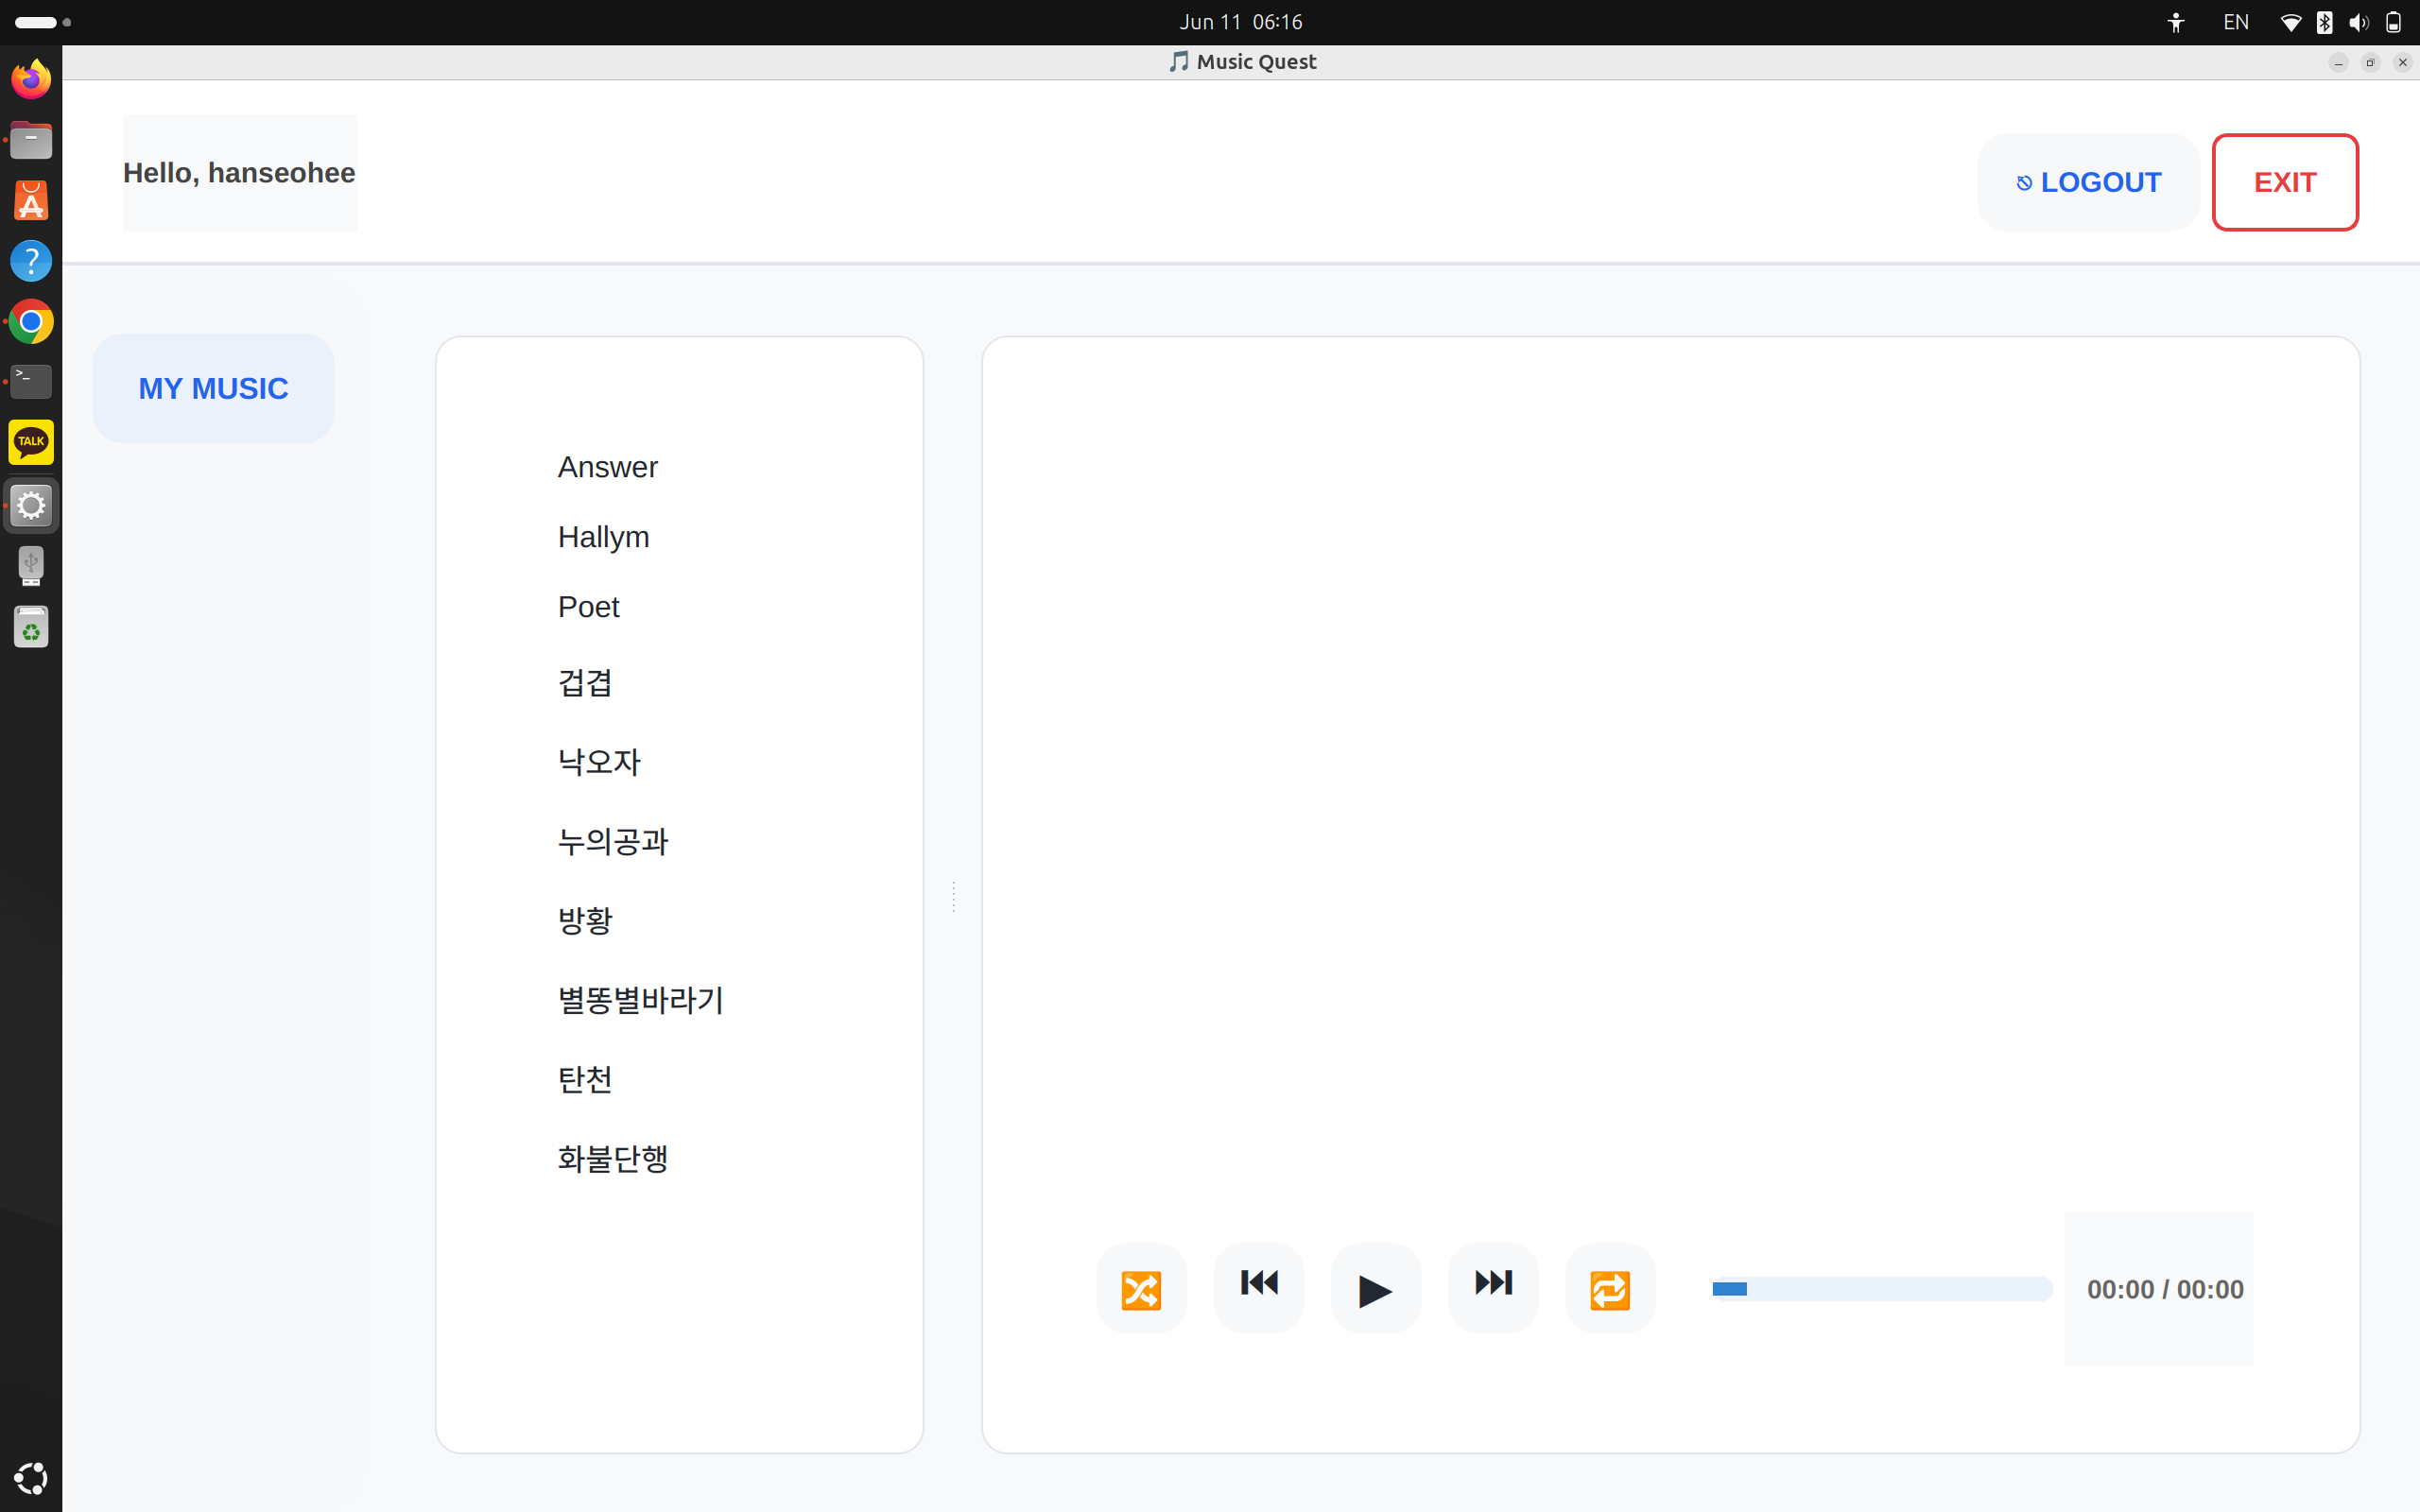 Jun 11 06:16
EN
🎵 Music Quest
Hello, hanseohee
LOGOUT
EXIT
MY MUSIC
TALK
Answer
Hallym
Poet
겁겹
낙오자
누의공과
방황
별똥별바라기
탄천
화불단행
00:00 / 00:00